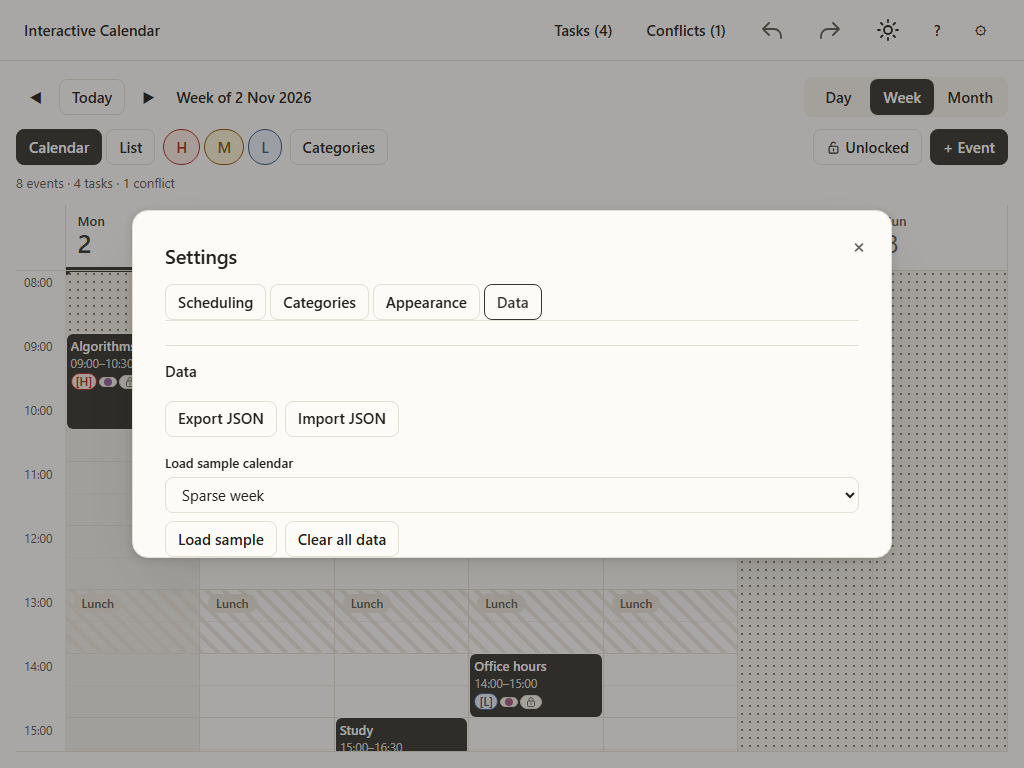 Interactive Calendar
Tasks (4)
Conflicts (1)
?
Today
Week of 2 Nov 2026
Day
Week
Month
Calendar
List
H
M
L
Categories
Unlocked
+ Event
8 events · 4 tasks · 1 conflict
Mon
2
Settings
×
Scheduling
Categories
Appearance
Data
Data
Export JSON
Import JSON
Load sample calendar
Sparse week
Load sample
Clear all data
08:00
09:00
Algorithms
09:00–10:30
[H]
10:00
11:00
12:00
13:00
Lunch
Lunch
Lunch
Lunch
Lunch
14:00
Office hours
14:00–15:00
[L]
15:00
Study
15:00–16:30